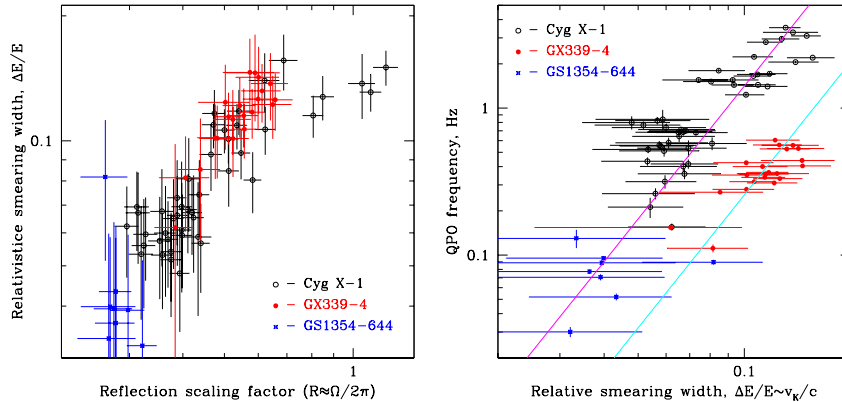 0.1
Relativistice smearing width, ΔE/E
1
Reflection scaling factor (R≈Ω/2π)
○ – Cyg X-1
● – GX339-4
× – GS1354-644
○ – Cyg X-1
● – GX339-4
× – GS1354-644
1
0.1
QPO frequency, Hz
0.1
Relative smearing width, ΔE/E~v_K/c